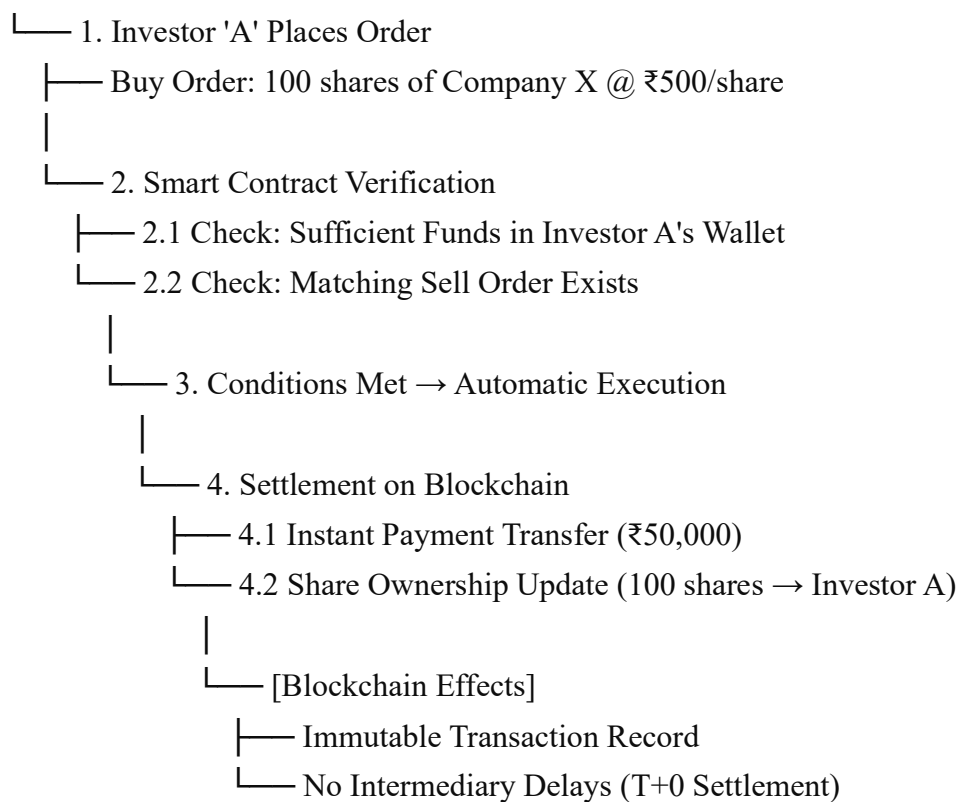 1. Investor 'A' Places Order
Buy Order: 100 shares of Company X @ ₹500/share
2. Smart Contract Verification
2.1 Check: Sufficient Funds in Investor A's Wallet
2.2 Check: Matching Sell Order Exists
3. Conditions Met → Automatic Execution
4. Settlement on Blockchain
4.1 Instant Payment Transfer (₹50,000)
4.2 Share Ownership Update (100 shares → Investor A)
[Blockchain Effects]
Immutable Transaction Record
No Intermediary Delays (T+0 Settlement)